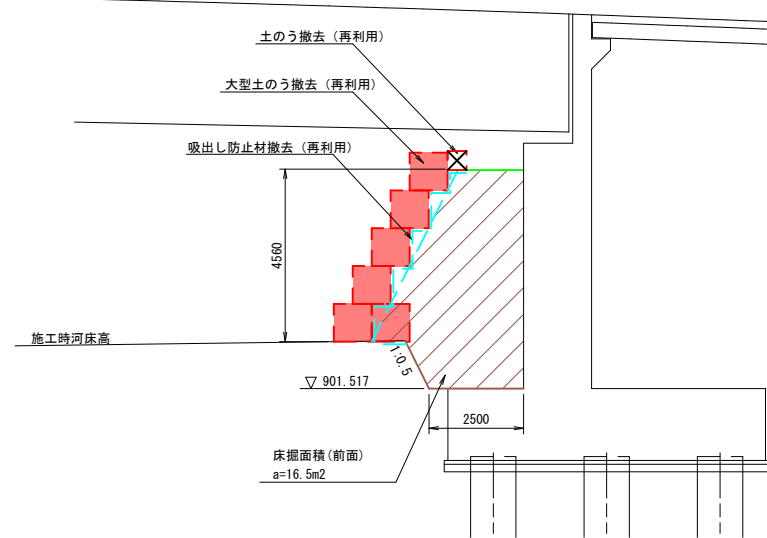 土のう撤去（再利用）
大型土のう撤去（再利用）
吸出し防止材撤去（再利用）
4560
施工時河床高
1:0.5
▽ 901.517
2500
床掘面積(前面)
a=16.5m2